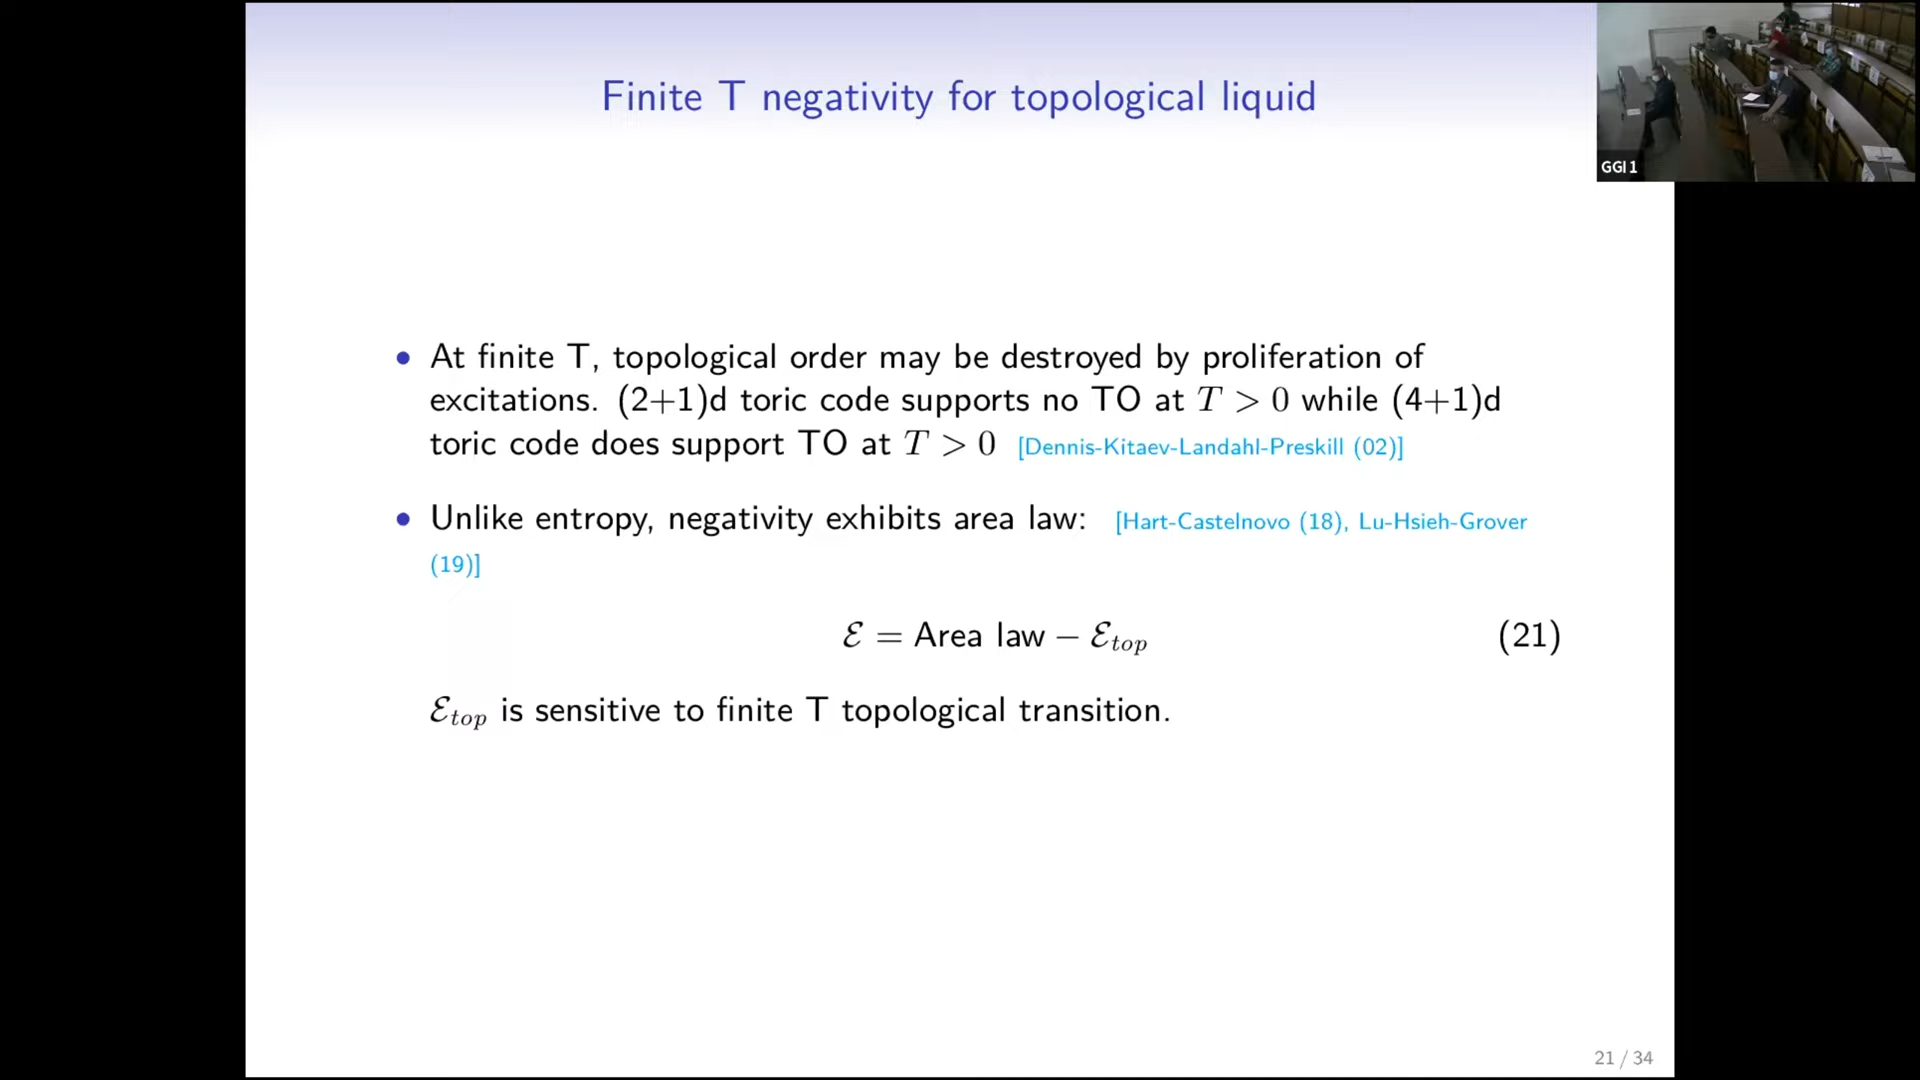 Finite T negativity for topological liquid
GGI 1
• At finite T, topological order may be destroyed by proliferation of
excitations. (2+1)d toric code supports no TO at T > 0 while (4+1)d
toric code does support TO at T > 0 [Dennis-Kitaev-Landahl-Preskill (02)]
• Unlike entropy, negativity exhibits area law: [Hart-Castelnovo (18), Lu-Hsieh-Grover
(19)]
ℰ = Area law − ℰ_top (21)
ℰ_top is sensitive to finite T topological transition.
21 / 34